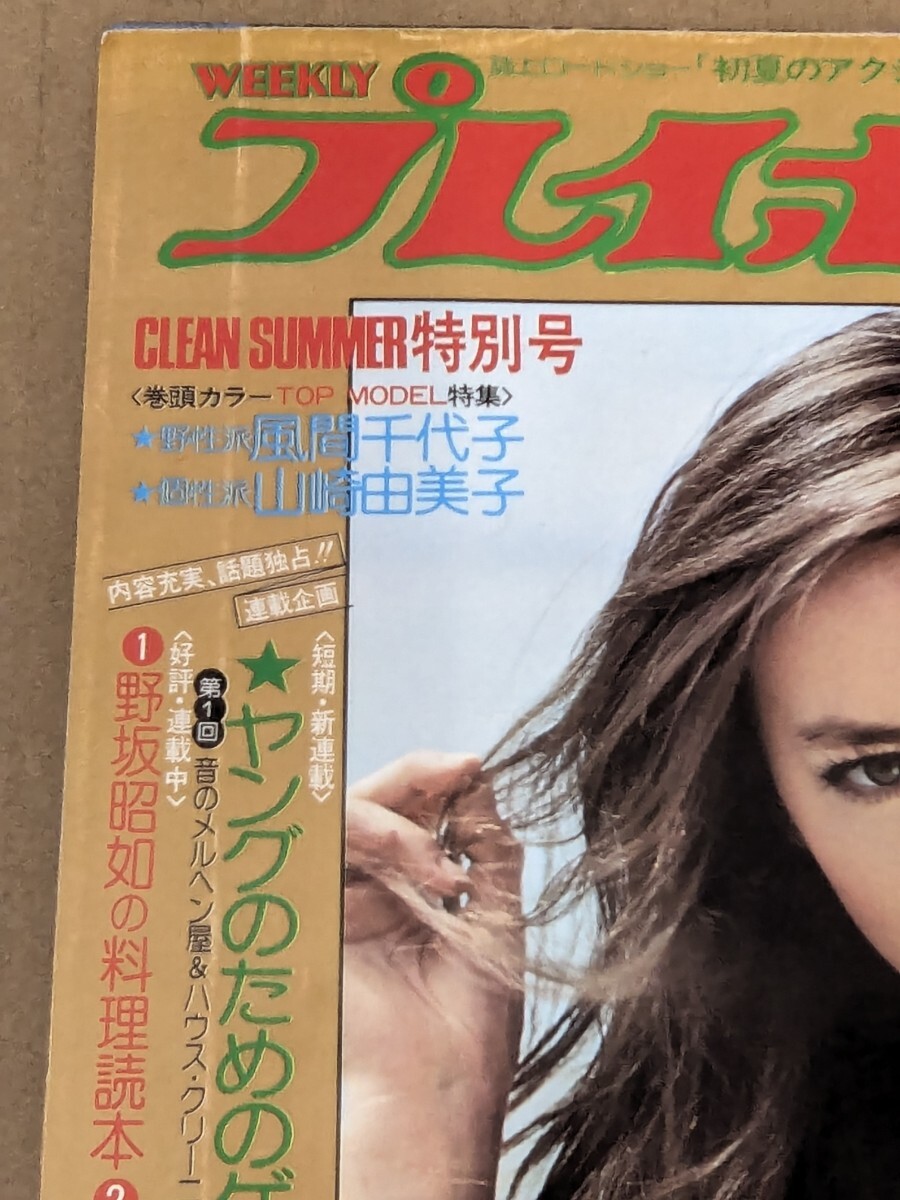 誌上ロードショー「初夏のアク
WEEKLY
プレイボ
CLEAN SUMMER特別号
〈巻頭カラーTOP MODEL特集〉
★野性派風間千代子
★個性派山崎由美子
内容充実、話題独占!!
連載企画
〈短期・新連載〉
★ヤングのためのゲ
第1回 音のメルヘン屋&ハウス・クリー
〈好評・連載中〉
1野坂昭如の料理読本
2